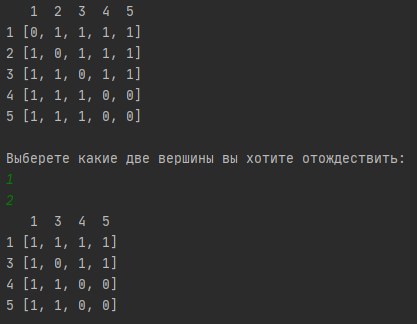 1 2 3 4 5
1 [0, 1, 1, 1, 1]
2 [1, 0, 1, 1, 1]
3 [1, 1, 0, 1, 1]
4 [1, 1, 1, 0, 0]
5 [1, 1, 1, 0, 0]
Выберете какие две вершины вы хотите отождествить:
1
2
1 3 4 5
1 [1, 1, 1, 1]
3 [1, 0, 1, 1]
4 [1, 1, 0, 0]
5 [1, 1, 0, 0]